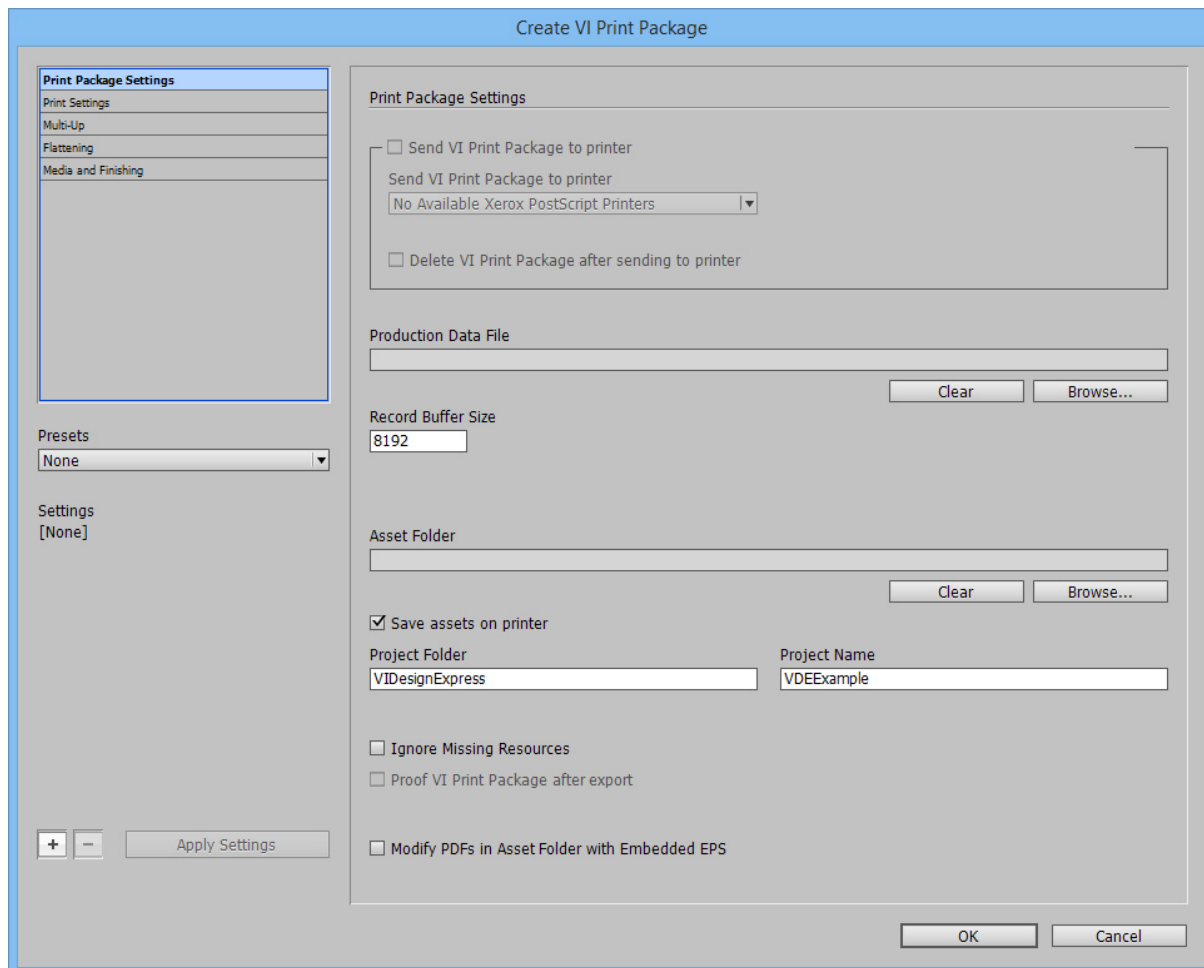 Create VI Print Package
Print Package Settings
Print Settings
Multi-Up
Flattening
Media and Finishing
Presets
None
Settings
[None]
+
−
Apply Settings
Print Package Settings
Send VI Print Package to printer
Send VI Print Package to printer
No Available Xerox PostScript Printers
Delete VI Print Package after sending to printer
Production Data File
Clear
Browse...
Record Buffer Size
8192
Asset Folder
Clear
Browse...
Save assets on printer
Project Folder
Project Name
VIDesignExpress
VDEExample
Ignore Missing Resources
Proof VI Print Package after export
Modify PDFs in Asset Folder with Embedded EPS
OK
Cancel